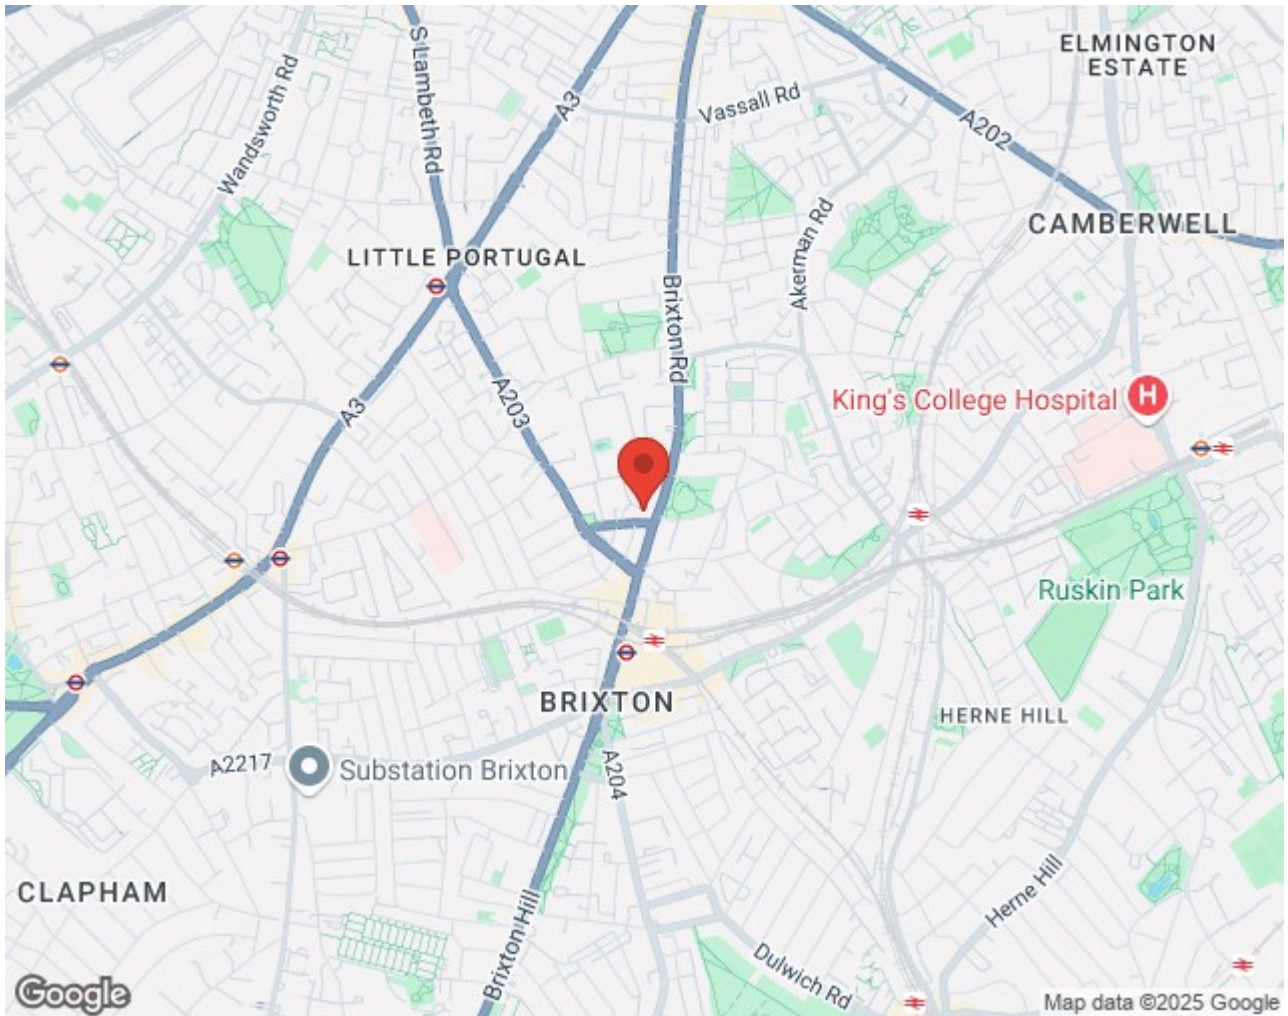 ELMINGTON
ESTATE
S Lambeth Rd
A3
Vassall Rd
A202
Wandsworth Rd
CAMBERWELL
LITTLE PORTUGAL
Akerman Rd
Brixton Rd
A203
A3
King's College Hospital
H
Ruskin Park
BRIXTON
HERNE HILL
A2217
Substation Brixton
A204
CLAPHAM
Brixton Hill
Herne Hill
Dulwich Rd
Google
Map data ©2025 Google